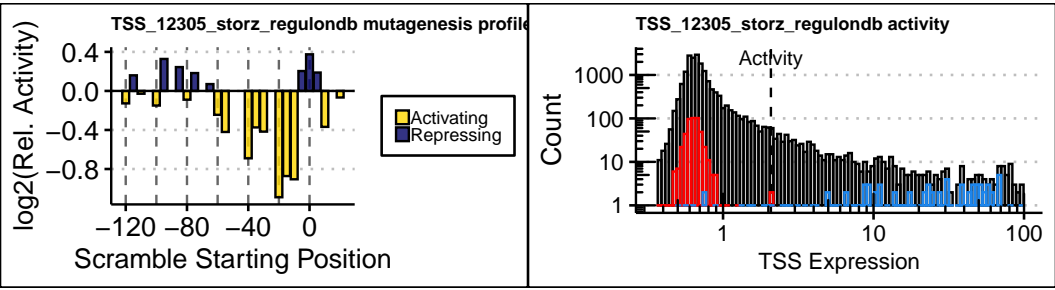 TSS_12305_storz_regulondb mutagenesis profile
log2(Rel. Activity)
0.4
0.0
−0.4
−0.8
−120 −80 −40 0
Scramble Starting Position
Activating
Repressing
TSS_12305_storz_regulondb activity
Activity
Count
1000
100
10
1
1 10 100
TSS Expression